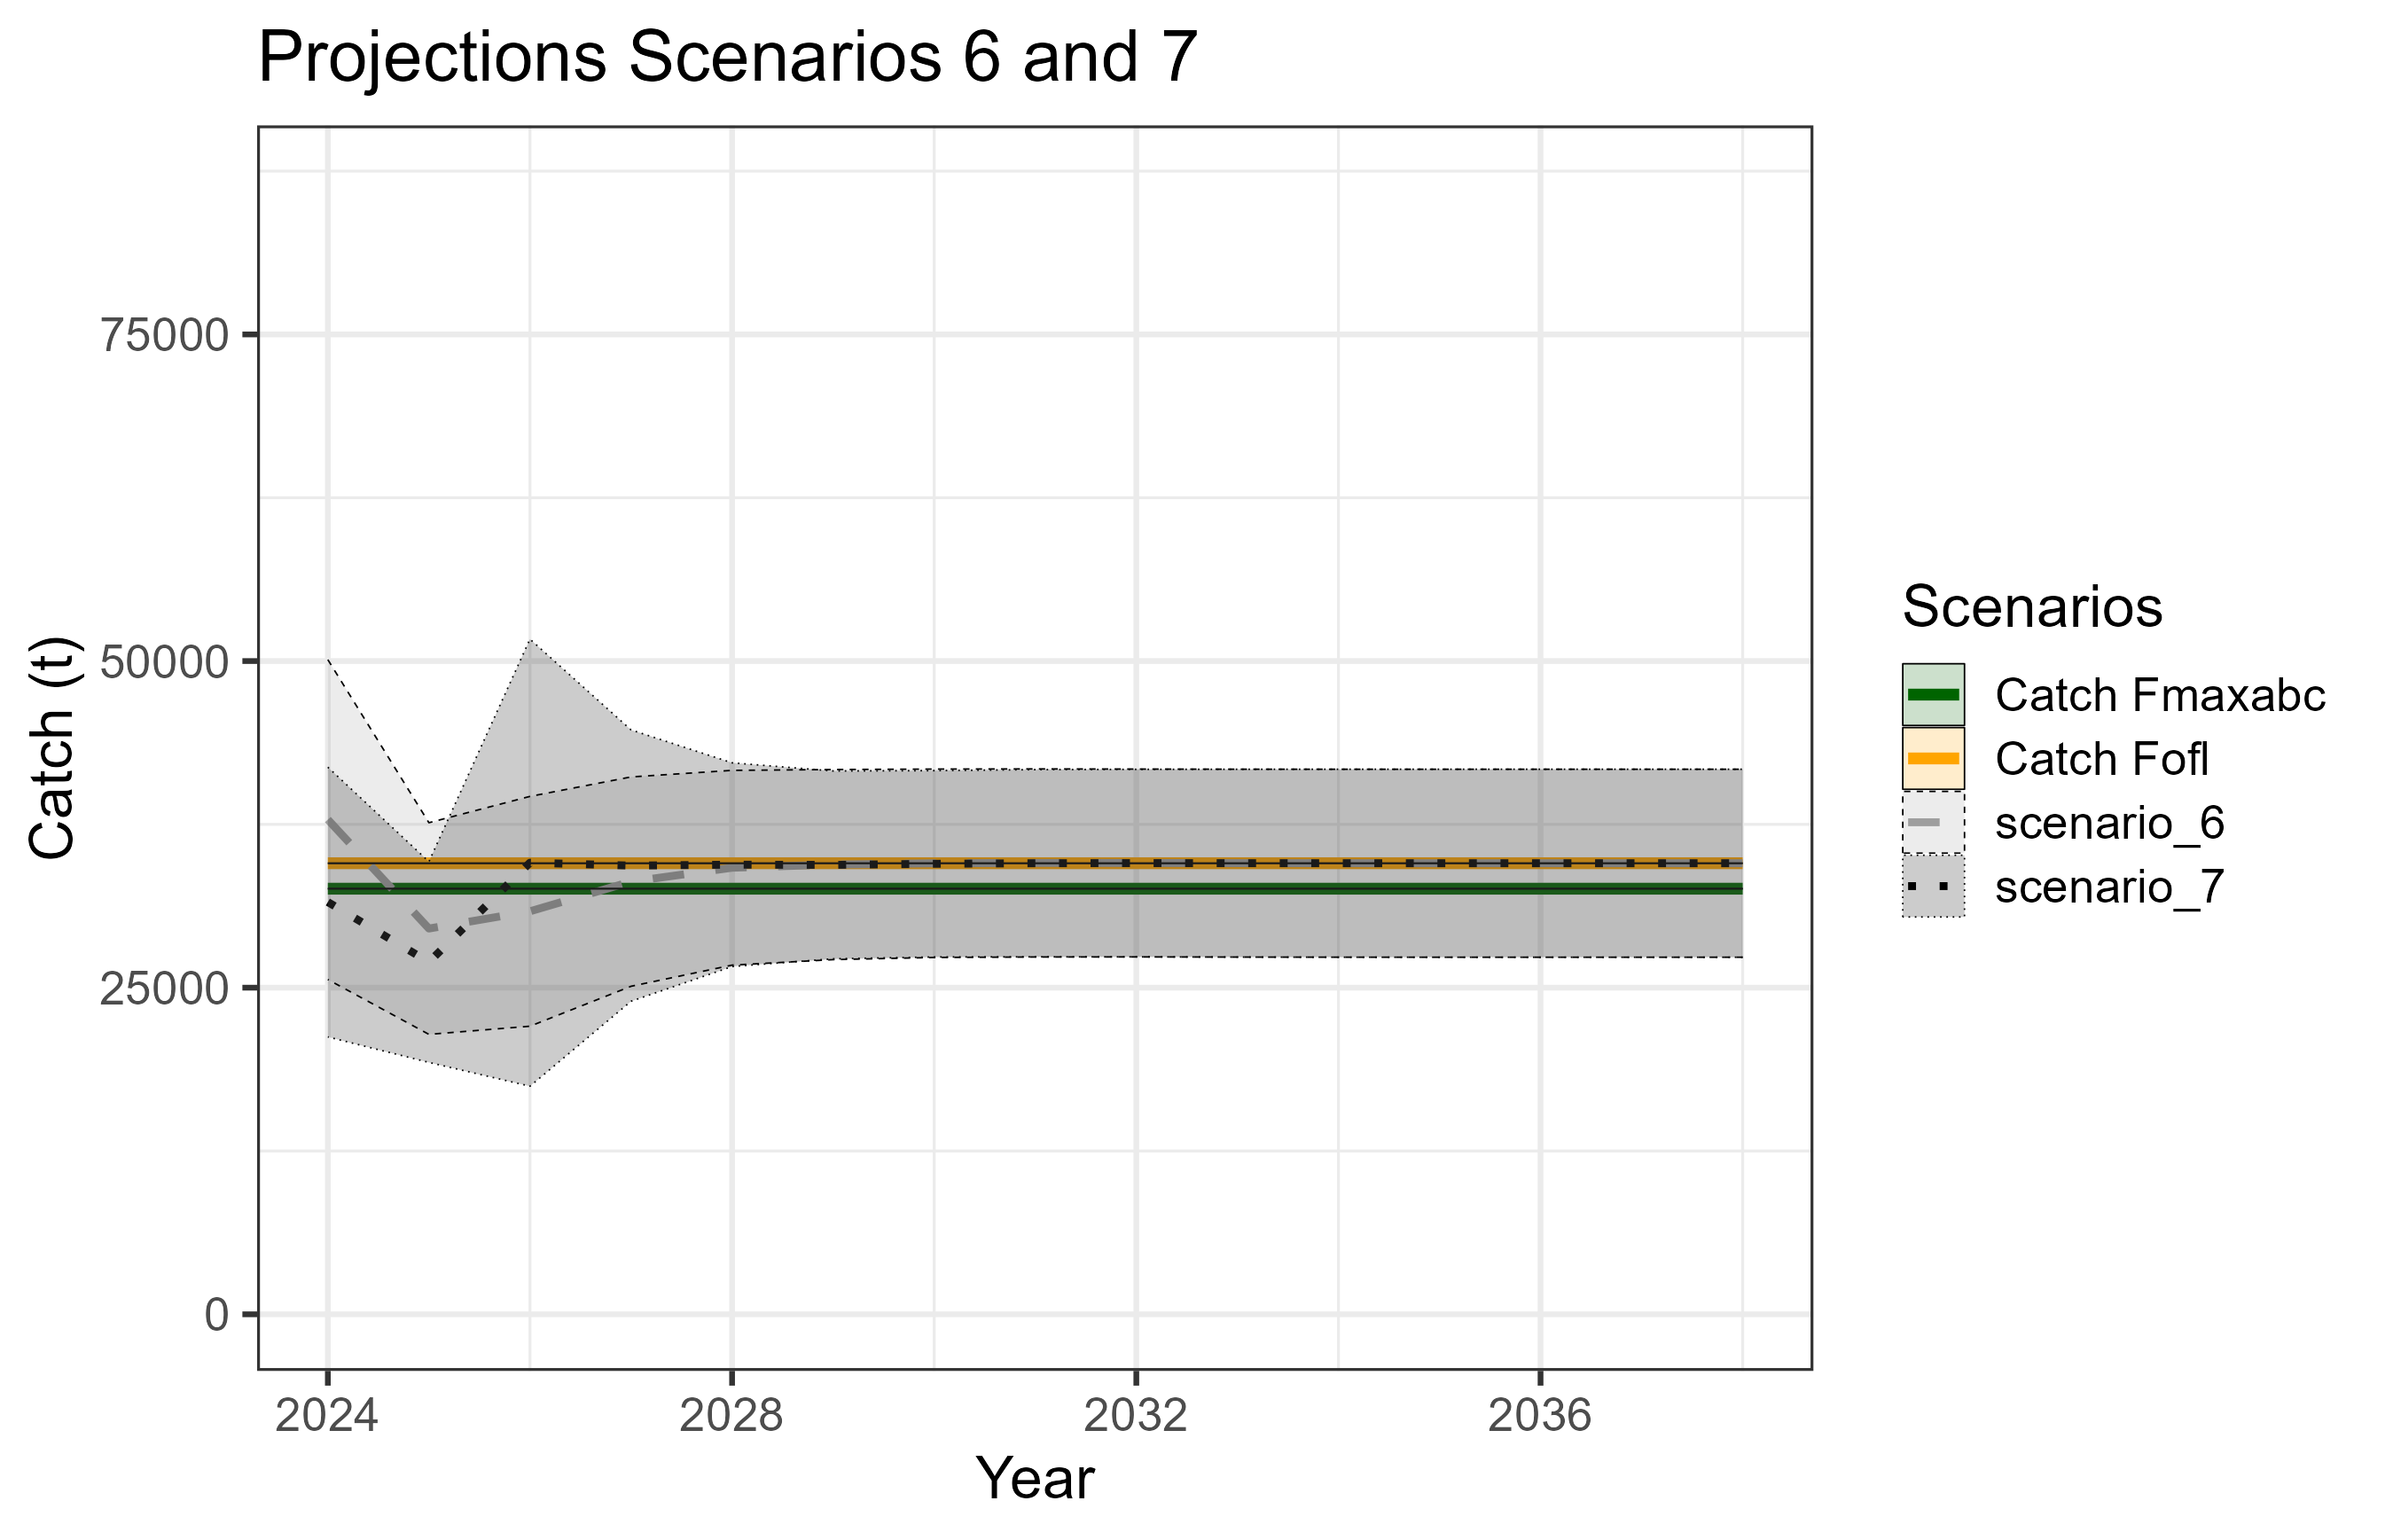 Projections Scenarios 6 and 7
Catch (t)
75000
50000
25000
0
2024 2028 2032 2036
Year
Scenarios
Catch Fmaxabc
Catch Fofl
scenario_6
scenario_7